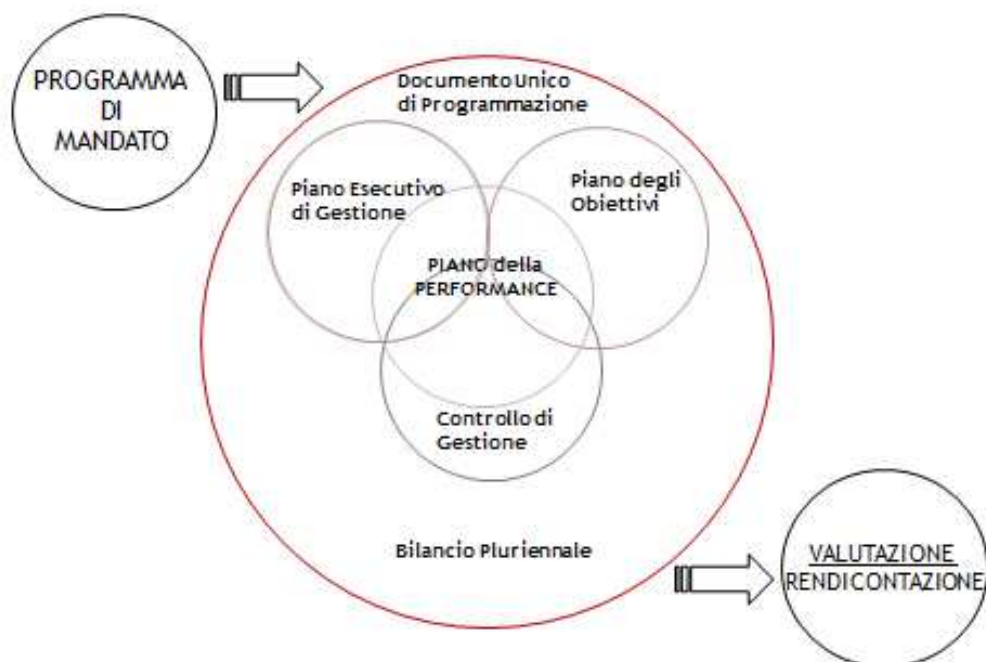 PROGRAMMA
DI
MANDATO
Documento Unico
di Programmazione
Piano Esecutivo
di Gestione
Piano degli
Obiettivi
PIANO della
PERFORMANCE
Controllo di
Gestione
Bilancio Pluriennale
VALUTAZIONE
RENDICONTAZIONE